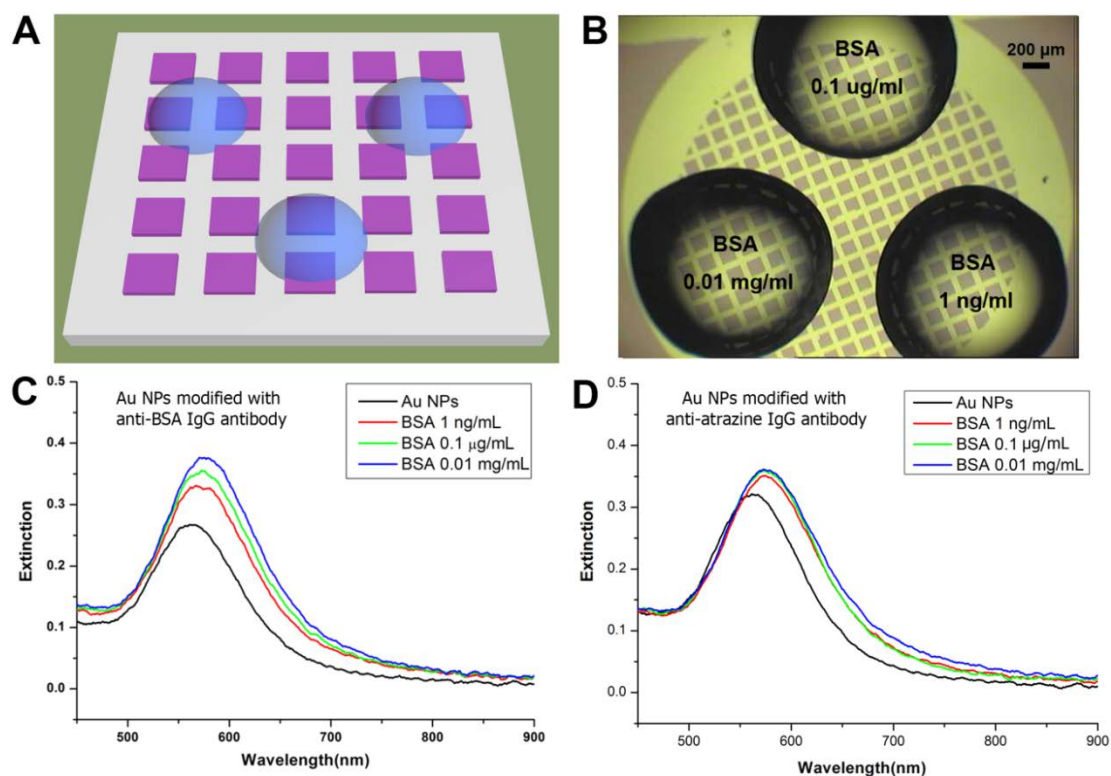 A
B
BSA
0.1 ug/ml
200 µm
BSA
0.01 mg/ml
BSA
1 ng/ml
C
Au NPs modified with
anti-BSA IgG antibody
Au NPs
BSA 1 ng/mL
BSA 0.1 µg/mL
BSA 0.01 mg/mL
Extinction
0.5
0.4
0.3
0.2
0.1
0.0
500
600
700
800
900
Wavelength(nm)
D
Au NPs modified with
anti-atrazine IgG antibody
Au NPs
BSA 1 ng/mL
BSA 0.1 µg/mL
BSA 0.01 mg/mL
Extinction
0.5
0.4
0.3
0.2
0.1
0.0
500
600
700
800
900
Wavelength(nm)